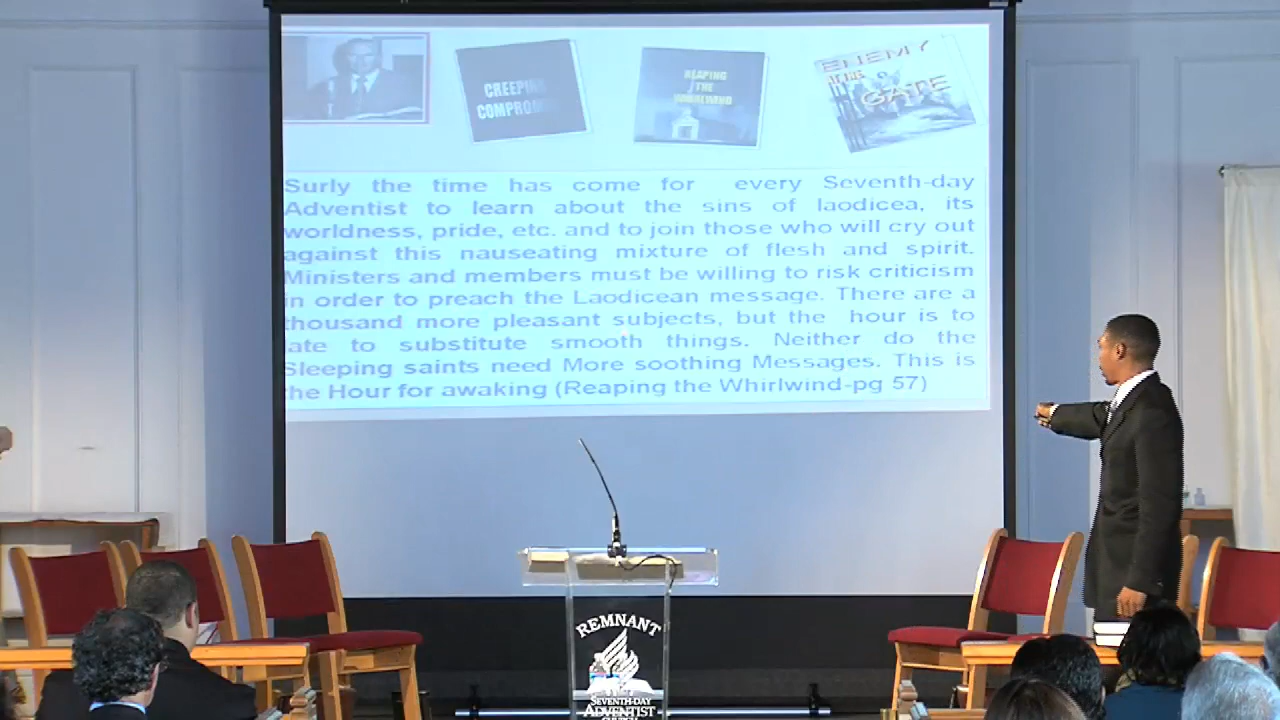 CREEPING
COMPROM
REAPING
THE
WHIRLWIND
ENEMY
AT THE
GATE
Surly the time has come for every Seventh-day
Adventist to learn about the sins of laodicea, its
worldness, pride, etc. and to join those who will cry out
against this nauseating mixture of flesh and spirit.
Ministers and members must be willing to risk criticism
in order to preach the Laodicean message. There are a
thousand more pleasant subjects, but the hour is to
late to substitute smooth things. Neither do the
Sleeping saints need More soothing Messages. This is
the Hour for awaking (Reaping the Whirlwind-pg 57)
REMNANT
SEVENTH-DAY
ADVENTIST
CHURCH